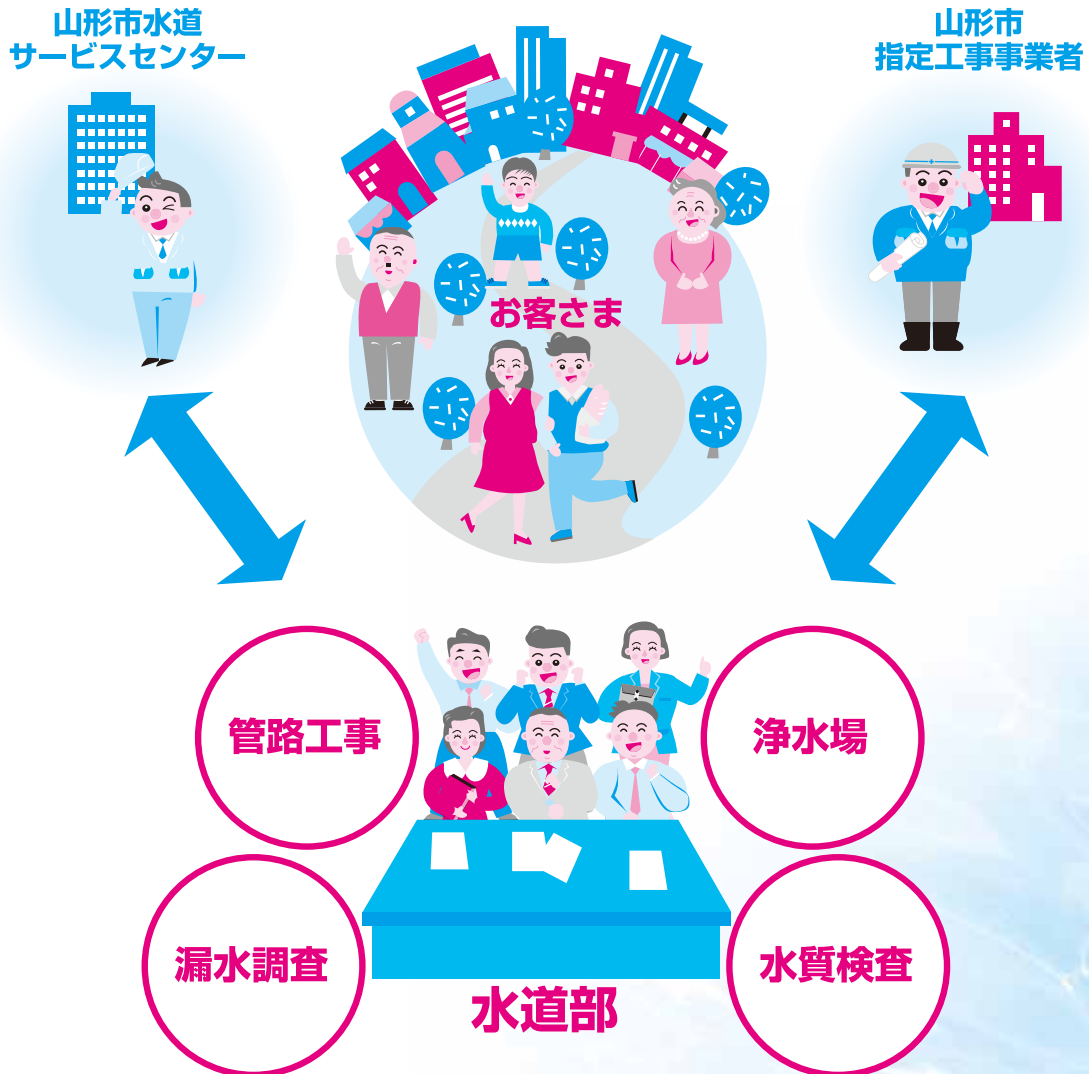 山形市水道
サービスセンター
山形市
指定工事事業者
お客さま
管路工事
浄水場
漏水調査
水質検査
水道部